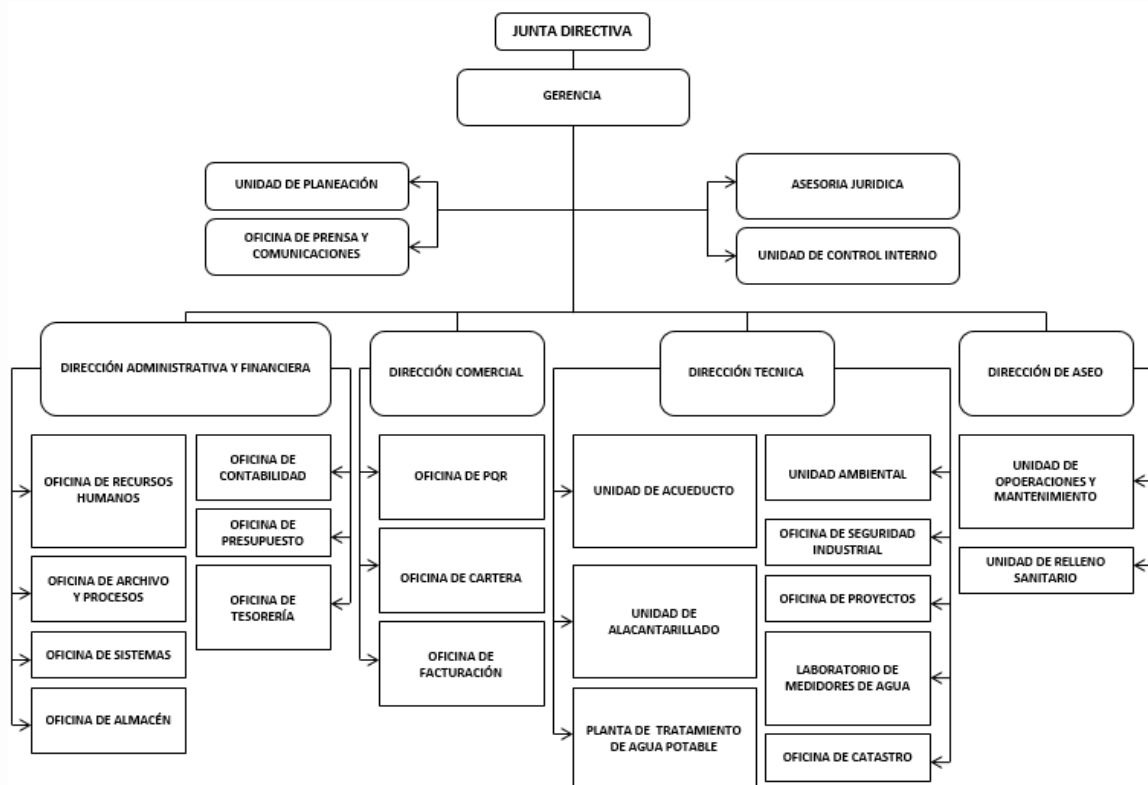 JUNTA DIRECTIVA
GERENCIA
UNIDAD DE PLANEACIÓN
OFICINA DE PRENSA Y
COMUNICACIONES
ASESORIA JURIDICA
UNIDAD DE CONTROL INTERNO
DIRECCIÓN ADMINISTRATIVA Y FINANCIERA
DIRECCIÓN COMERCIAL
DIRECCIÓN TECNICA
DIRECCIÓN DE ASEO
OFICINA DE RECURSOS
HUMANOS
OFICINA DE ARCHIVO
Y PROCESOS
OFICINA DE SISTEMAS
OFICINA DE ALMACÉN
OFICINA DE
CONTABILIDAD
OFICINA DE
PRESUPUESTO
OFICINA DE
TESORERÍA
OFICINA DE PQR
OFICINA DE CARTERA
OFICINA DE
FACTURACIÓN
UNIDAD DE ACUEDUCTO
UNIDAD DE
ALACANTARILLADO
PLANTA DE TRATAMIENTO
DE AGUA POTABLE
UNIDAD AMBIENTAL
OFICINA DE SEGURIDAD
INDUSTRIAL
OFICINA DE PROYECTOS
LABORATORIO DE
MEDIDORES DE AGUA
OFICINA DE CATASTRO
UNIDAD DE
OPOERACIONES Y
MANTENIMIENTO
UNIDAD DE RELLENO
SANITARIO